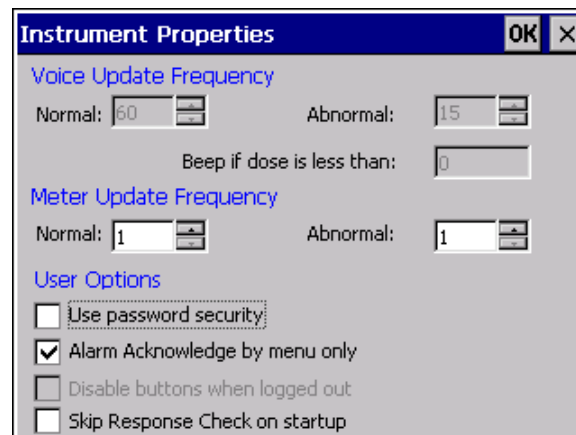 Instrument Properties OK ×
Voice Update Frequency
Normal: 60 Abnormal: 15
Beep if dose is less than: 0
Meter Update Frequency
Normal: 1 Abnormal: 1
User Options
Use password security
Alarm Acknowledge by menu only
Disable buttons when logged out
Skip Response Check on startup